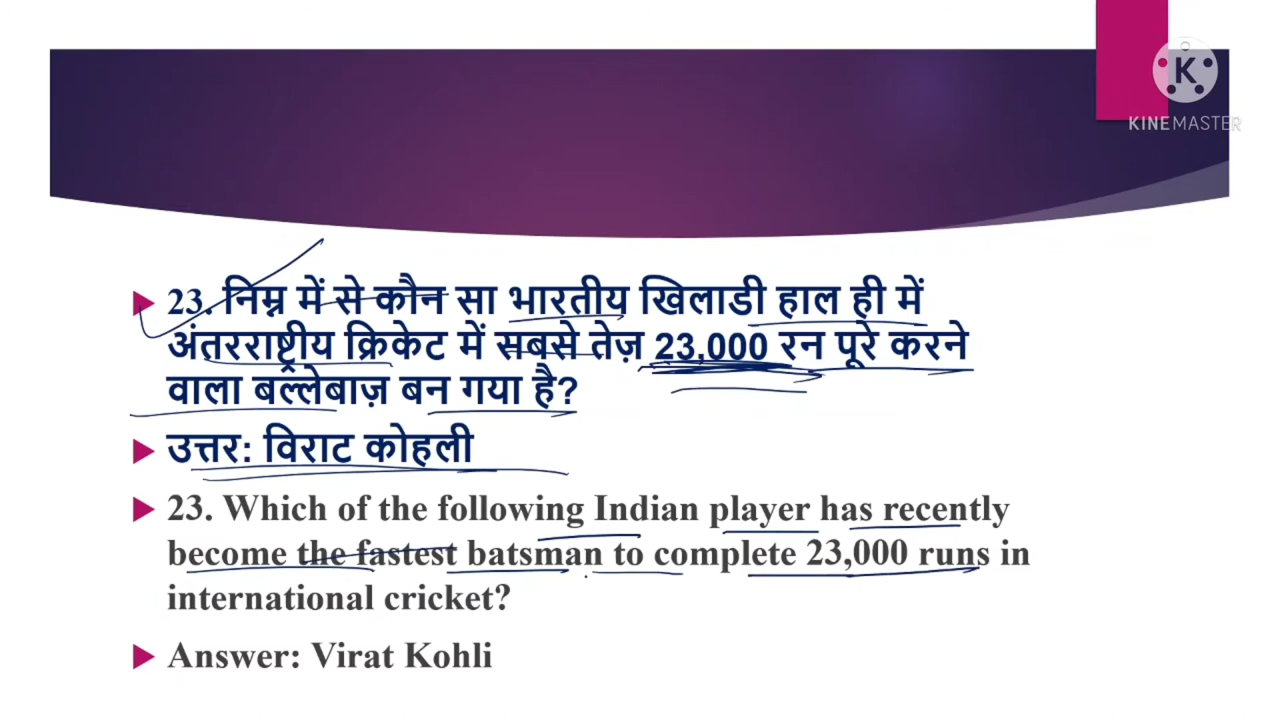 K
KINEMASTER
23. निम्न में से कौन सा भारतीय खिलाडी हाल ही में
अंतरराष्ट्रीय क्रिकेट में सबसे तेज़ 23,000 रन पूरे करने
वाला बल्लेबाज़ बन गया है?
उत्तर: विराट कोहली
23. Which of the following Indian player has recently
become the fastest batsman to complete 23,000 runs in
international cricket?
Answer: Virat Kohli